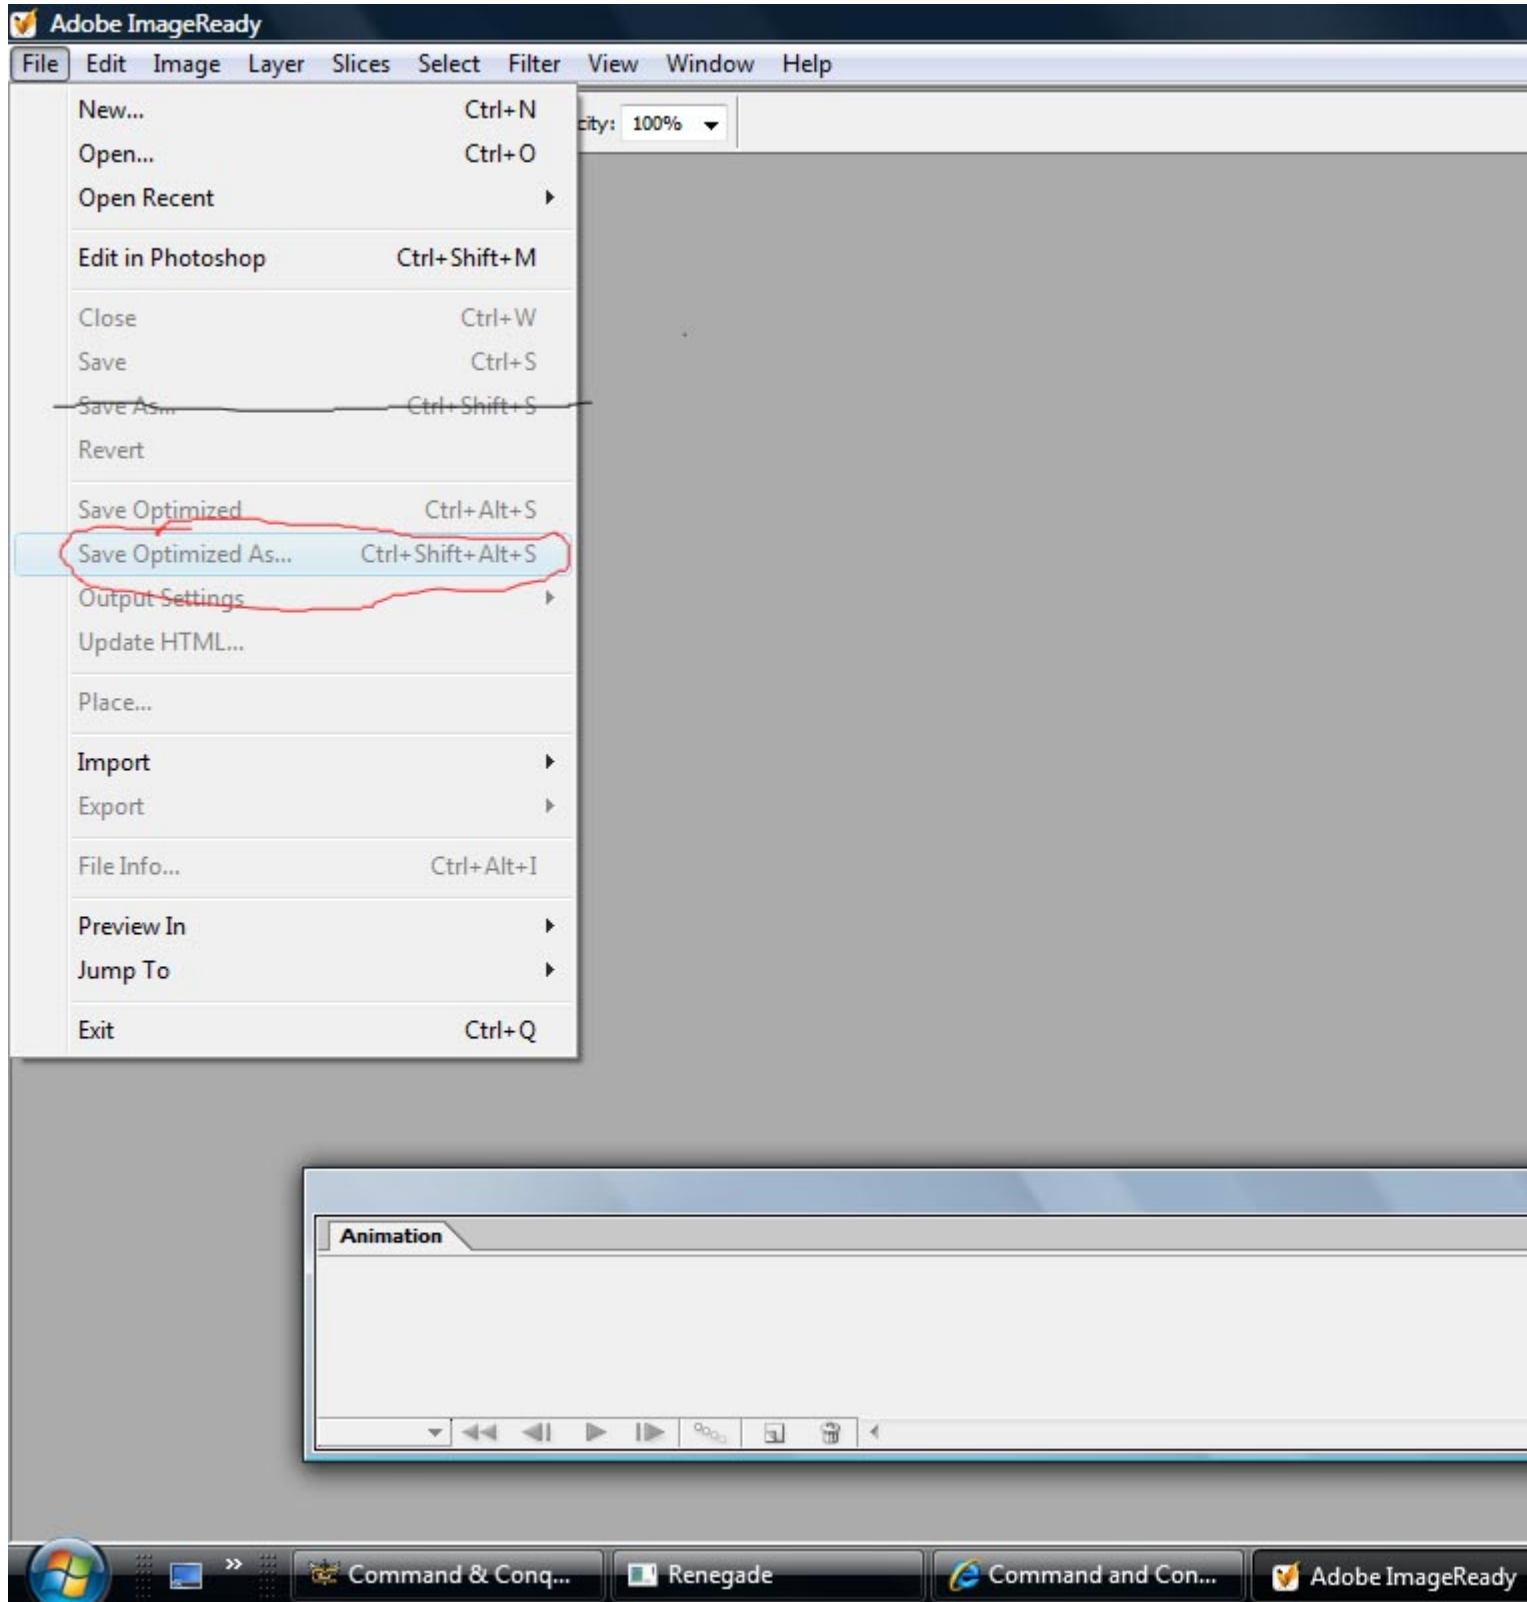 Adobe ImageReady
File Edit Image Layer Slices Select Filter View Window Help
New... Ctrl+N
city: 100%
Open... Ctrl+O
Open Recent
Edit in Photoshop Ctrl+Shift+M
Close Ctrl+W
Save Ctrl+S
Save As... Ctrl+Shift+S
Revert
Save Optimized Ctrl+Alt+S
Save Optimized As... Ctrl+Shift+Alt+S
Output Settings
Update HTML...
Place...
Import
Export
File Info... Ctrl+Alt+I
Preview In
Jump To
Exit Ctrl+Q
Animation
» Command & Conq... Renegade Command and Con... Adobe ImageReady